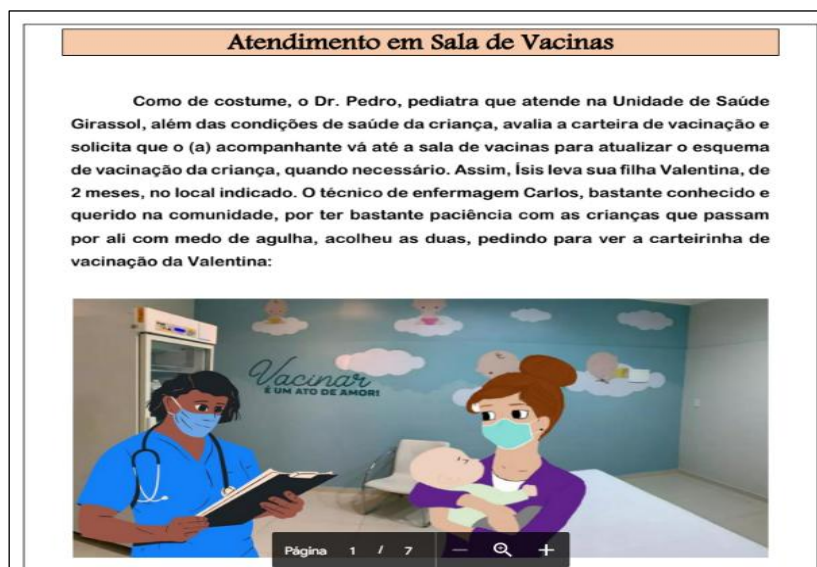 Atendimento em Sala de Vacinas
Como de costume, o Dr. Pedro, pediatra que atende na Unidade de Saúde
Girassol, além das condições de saúde da criança, avalia a carteira de vacinação e
solicita que o (a) acompanhante vá até a sala de vacinas para atualizar o esquema
de vacinação da criança, quando necessário. Assim, Ísis leva sua filha Valentina, de
2 meses, no local indicado. O técnico de enfermagem Carlos, bastante conhecido e
querido na comunidade, por ter bastante paciência com as crianças que passam
por ali com medo de agulha, acolheu as duas, pedindo para ver a carteirinha de
vacinação da Valentina:
Vacinar
É UM ATO DE AMOR!
Página 1 / 7